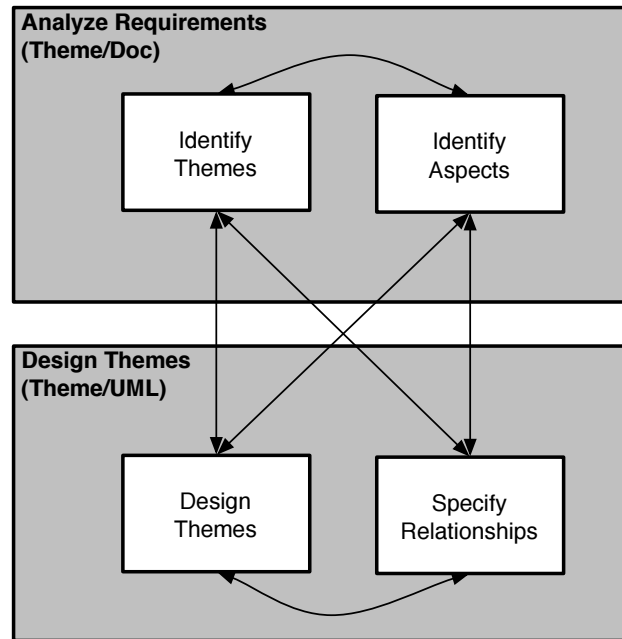 Analyze Requirements
(Theme/Doc)
Identify
Themes
Identify
Aspects
Design Themes
(Theme/UML)
Design
Themes
Specify
Relationships